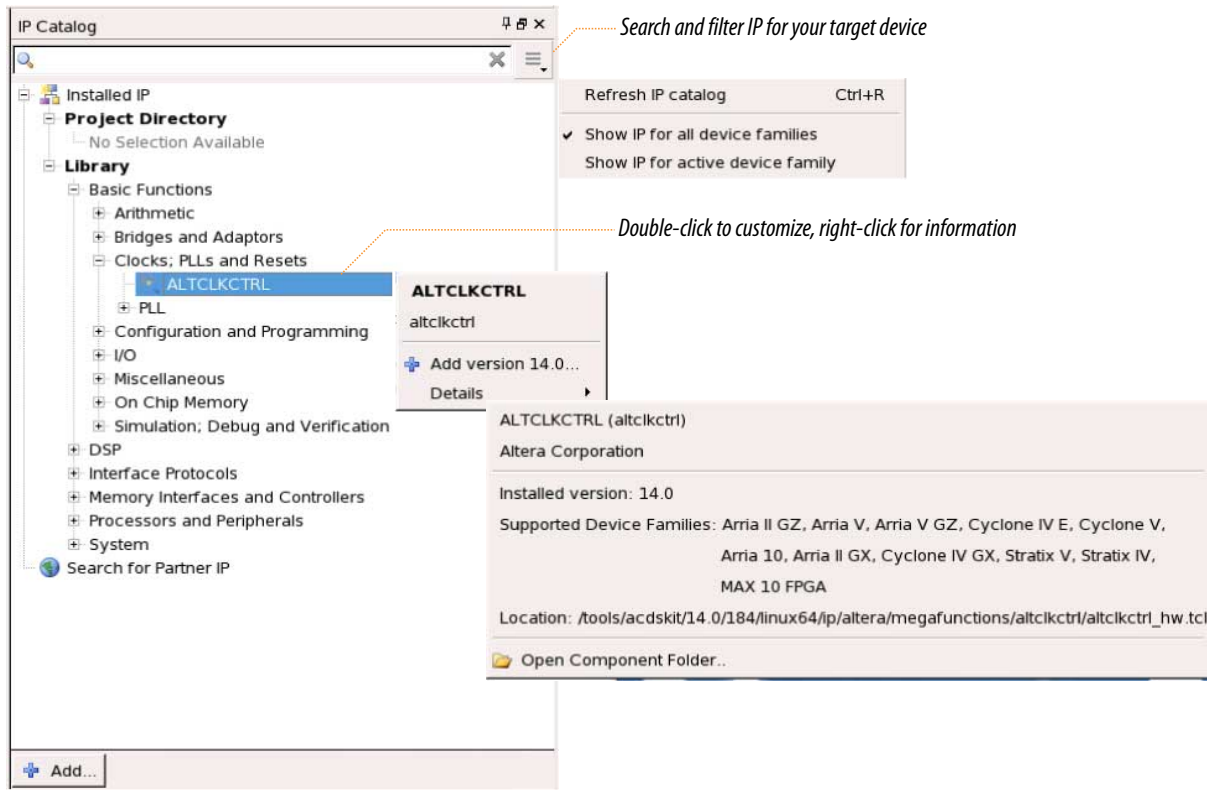 IP Catalog
Search and filter IP for your target device
Installed IP
Project Directory
No Selection Available
Library
Basic Functions
Arithmetic
Bridges and Adaptors
Clocks; PLLs and Resets
ALTCLKCTRL
PLL
Configuration and Programming
I/O
Miscellaneous
On Chip Memory
Simulation; Debug and Verification
DSP
Interface Protocols
Memory Interfaces and Controllers
Processors and Peripherals
System
Search for Partner IP
Add...
Refresh IP catalog Ctrl+R
Show IP for all device families
Show IP for active device family
Double-click to customize, right-click for information
ALTCLKCTRL
altclkctrl
Add version 14.0...
Details
ALTCLKCTRL (altclkctrl)
Altera Corporation
Installed version: 14.0
Supported Device Families: Arria II GZ, Arria V, Arria V GZ, Cyclone IV E, Cyclone V,
Arria 10, Arria II GX, Cyclone IV GX, Stratix V, Stratix IV,
MAX 10 FPGA
Location: /tools/acdskit/14.0/184/linux64/ip/altera/megafunctions/altclkctrl/altclkctrl_hw.tcl
Open Component Folder..